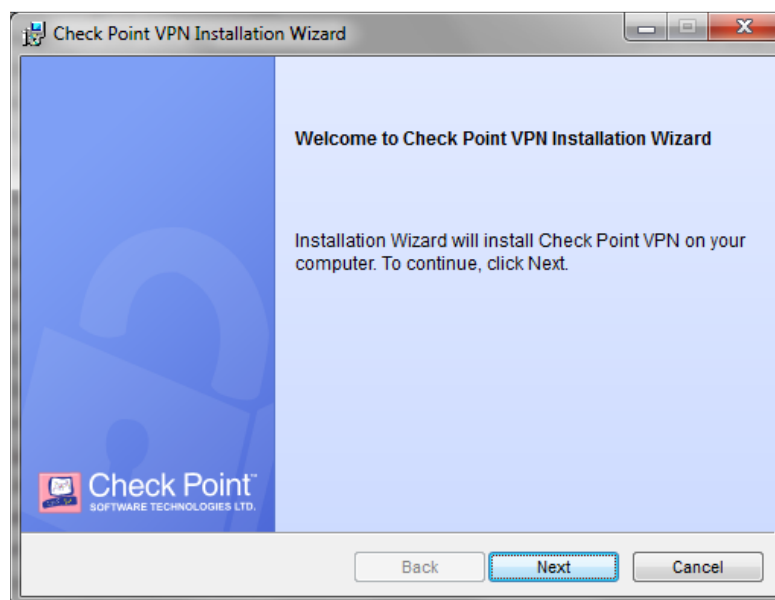 Check Point VPN Installation Wizard
Welcome to Check Point VPN Installation Wizard
Installation Wizard will install Check Point VPN on your
computer. To continue, click Next.
Check Point™
SOFTWARE TECHNOLOGIES LTD.
Back Next Cancel